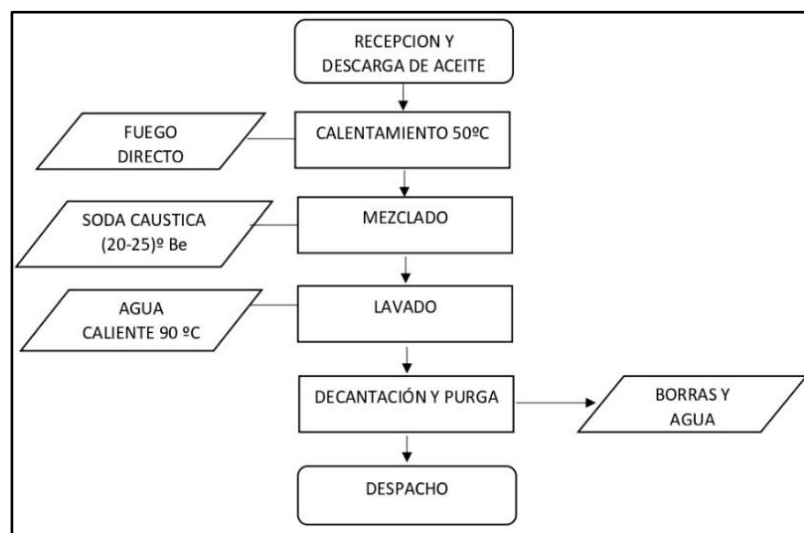 RECEPCION Y
DESCARGA DE ACEITE
FUEGO
DIRECTO
CALENTAMIENTO 50ºC
SODA CAUSTICA
(20-25)º Be
MEZCLADO
AGUA
CALIENTE 90 ºC
LAVADO
DECANTACIÓN Y PURGA
BORRAS Y
AGUA
DESPACHO